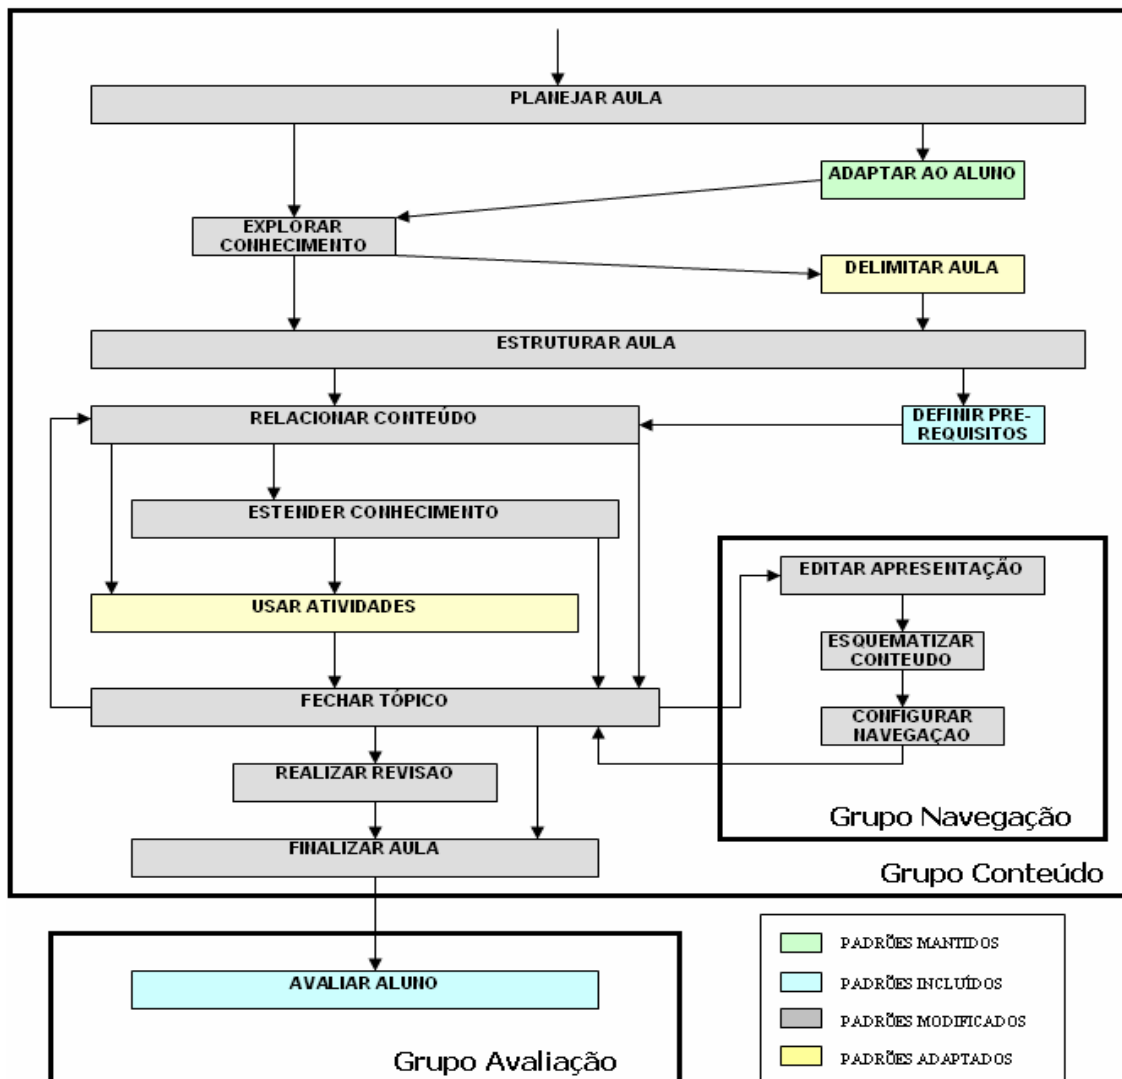 PLANEJAR AULA
ADAPTAR AO ALUNO
EXPLORAR
CONHECIMENTO
DELIMITAR AULA
ESTRUTURAR AULA
RELACIONAR CONTEÚDO
DEFINIR PRE-
REQUISITOS
ESTENDER CONHECIMENTO
EDITAR APRESENTAÇÃO
USAR ATIVIDADES
ESQUEMATIZAR
CONTEUDO
FECHAR TÓPICO
CONFIGURAR
NAVEGAÇAO
REALIZAR REVISAO
Grupo Navegação
FINALIZAR AULA
Grupo Conteúdo
AVALIAR ALUNO
Grupo Avaliação
PADRÕES MANTIDOS
PADRÕES INCLUÍDOS
PADRÕES MODIFICADOS
PADRÕES ADAPTADOS